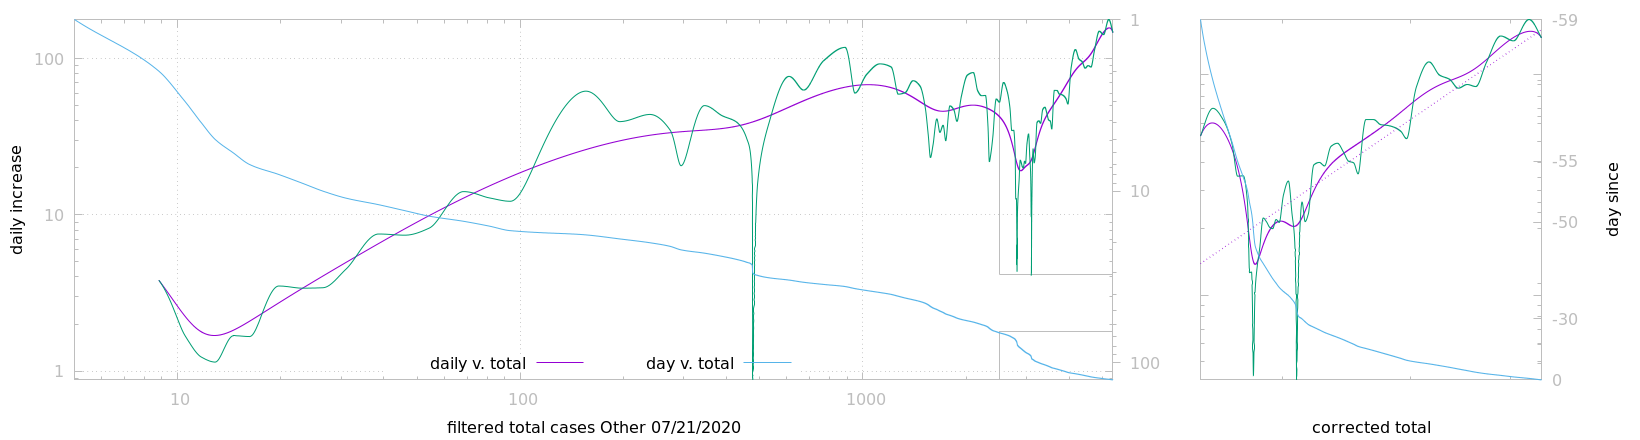 100
10
1
daily increase
10
100
1000
filtered total cases Other 07/21/2020
daily v. total
day v. total
1
10
100
-59
-55
-50
-30
0
day since
corrected total